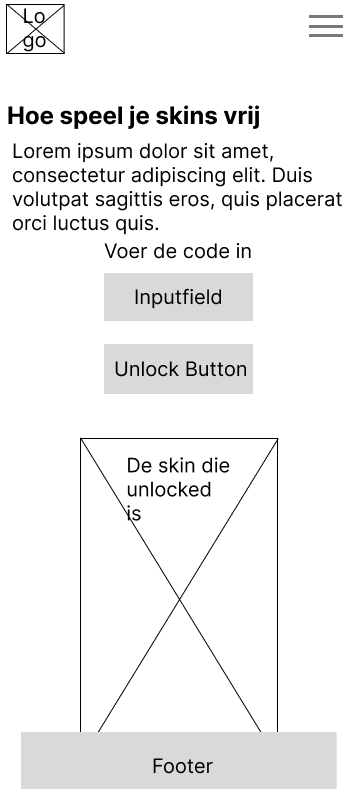 Lo
go
Hoe speel je skins vrij
Lorem ipsum dolor sit amet,
consectetur adipiscing elit. Duis
volutpat sagittis eros, quis placerat
orci luctus quis.
Voer de code in
Inputfield
Unlock Button
De skin die
unlocked
is
Footer